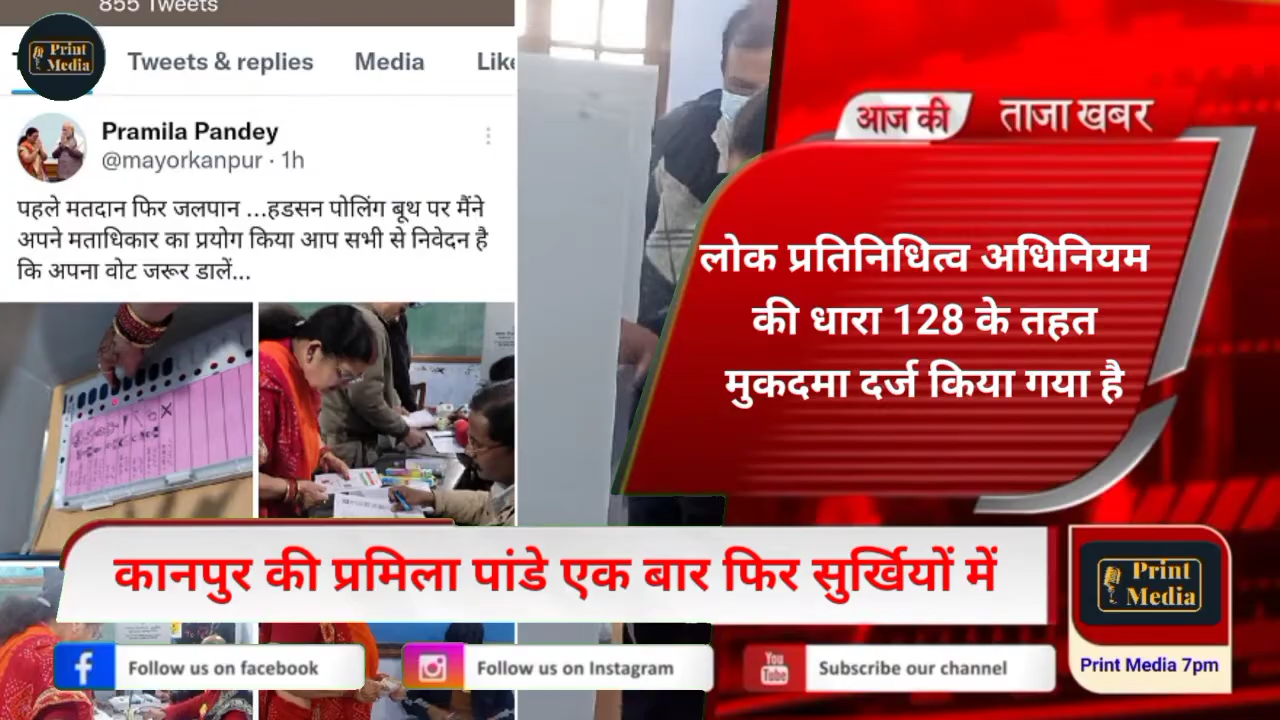 855 Tweets
Print
Media
Tweets & replies Media Like
Pramila Pandey
@mayorkanpur · 1h
पहले मतदान फिर जलपान ...हडसन पोलिंग बूथ पर मैंने
अपने मताधिकार का प्रयोग किया आप सभी से निवेदन है
कि अपना वोट जरूर डालें...
आज की ताजा खबर
लोक प्रतिनिधित्व अधिनियम
की धारा 128 के तहत
मुकदमा दर्ज किया गया है
कानपुर की प्रमिला पांडे एक बार फिर सुर्खियों में
Print
Media
Print Media 7pm
Follow us on facebook
Follow us on Instagram
You
Tube
Subscribe our channel